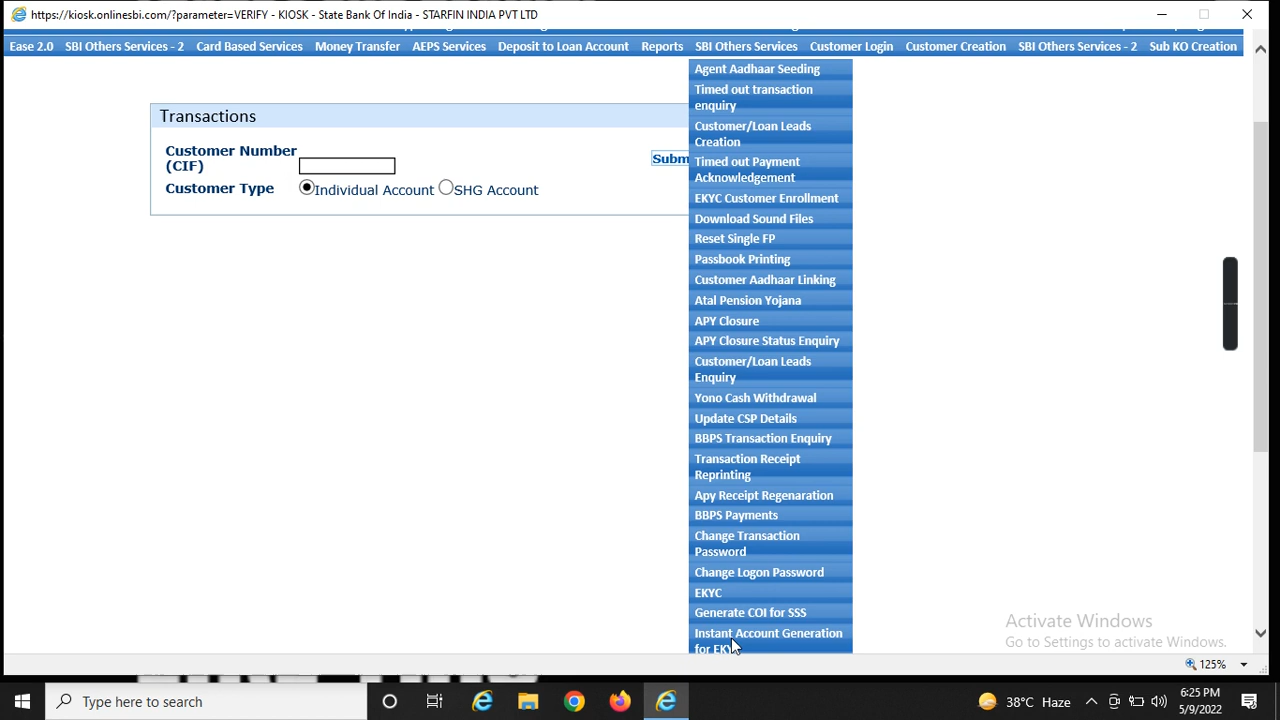 https://kiosk.onlinesbi.com/?parameter=VERIFY - KIOSK - State Bank Of India - STARFIN INDIA PVT LTD
Ease 2.0 SBI Others Services - 2 Card Based Services Money Transfer AEPS Services Deposit to Loan Account Reports SBI Others Services Customer Login Customer Creation SBI Others Services - 2 Sub KO Creation
Transactions
Customer Number
(CIF)
Subm
Customer Type Individual Account SHG Account
Agent Aadhaar Seeding
Timed out transaction
enquiry
Customer/Loan Leads
Creation
Timed out Payment
Acknowledgement
EKYC Customer Enrollment
Download Sound Files
Reset Single FP
Passbook Printing
Customer Aadhaar Linking
Atal Pension Yojana
APY Closure
APY Closure Status Enquiry
Customer/Loan Leads
Enquiry
Yono Cash Withdrawal
Update CSP Details
BBPS Transaction Enquiry
Transaction Receipt
Reprinting
Apy Receipt Regenaration
BBPS Payments
Change Transaction
Password
Change Logon Password
EKYC
Generate COI for SSS
Instant Account Generation
for
Activate Windows
Go to Settings to activate Windows.
125%
Type here to search
38°C Haze
6:25 PM
5/9/2022